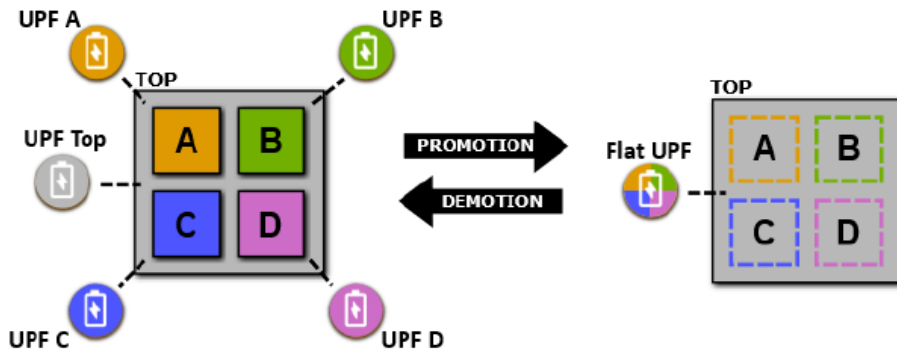 UPF A
UPF B
TOP
TOP
A
B
A
B
UPF Top
PROMOTION
Flat UPF
DEMOTION
C
D
C
D
UPF C
UPF D